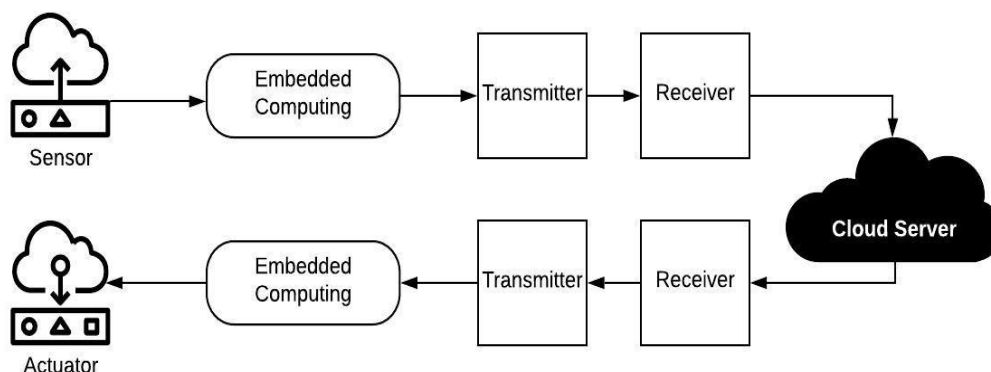 Embedded
Computing
Transmitter
Receiver
Sensor
Cloud Server
Embedded
Computing
Transmitter
Receiver
Actuator